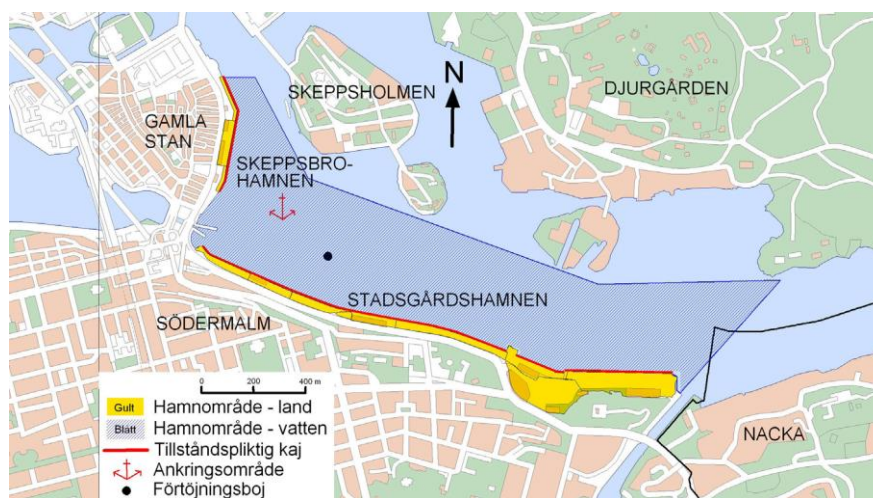 SKEPPSHOLMEN
N
DJURGÅRDEN
GAMLA
STAN
SKEPPSBRO-
HAMNEN
STADSGÅRDSHAMNEN
SÖDERMALM
0 200 400 m
Gult Hamnområde - land
Blått Hamnområde - vatten
Tillståndspliktig kaj
Ankringsområde
Förtöjningsboj
NACKA